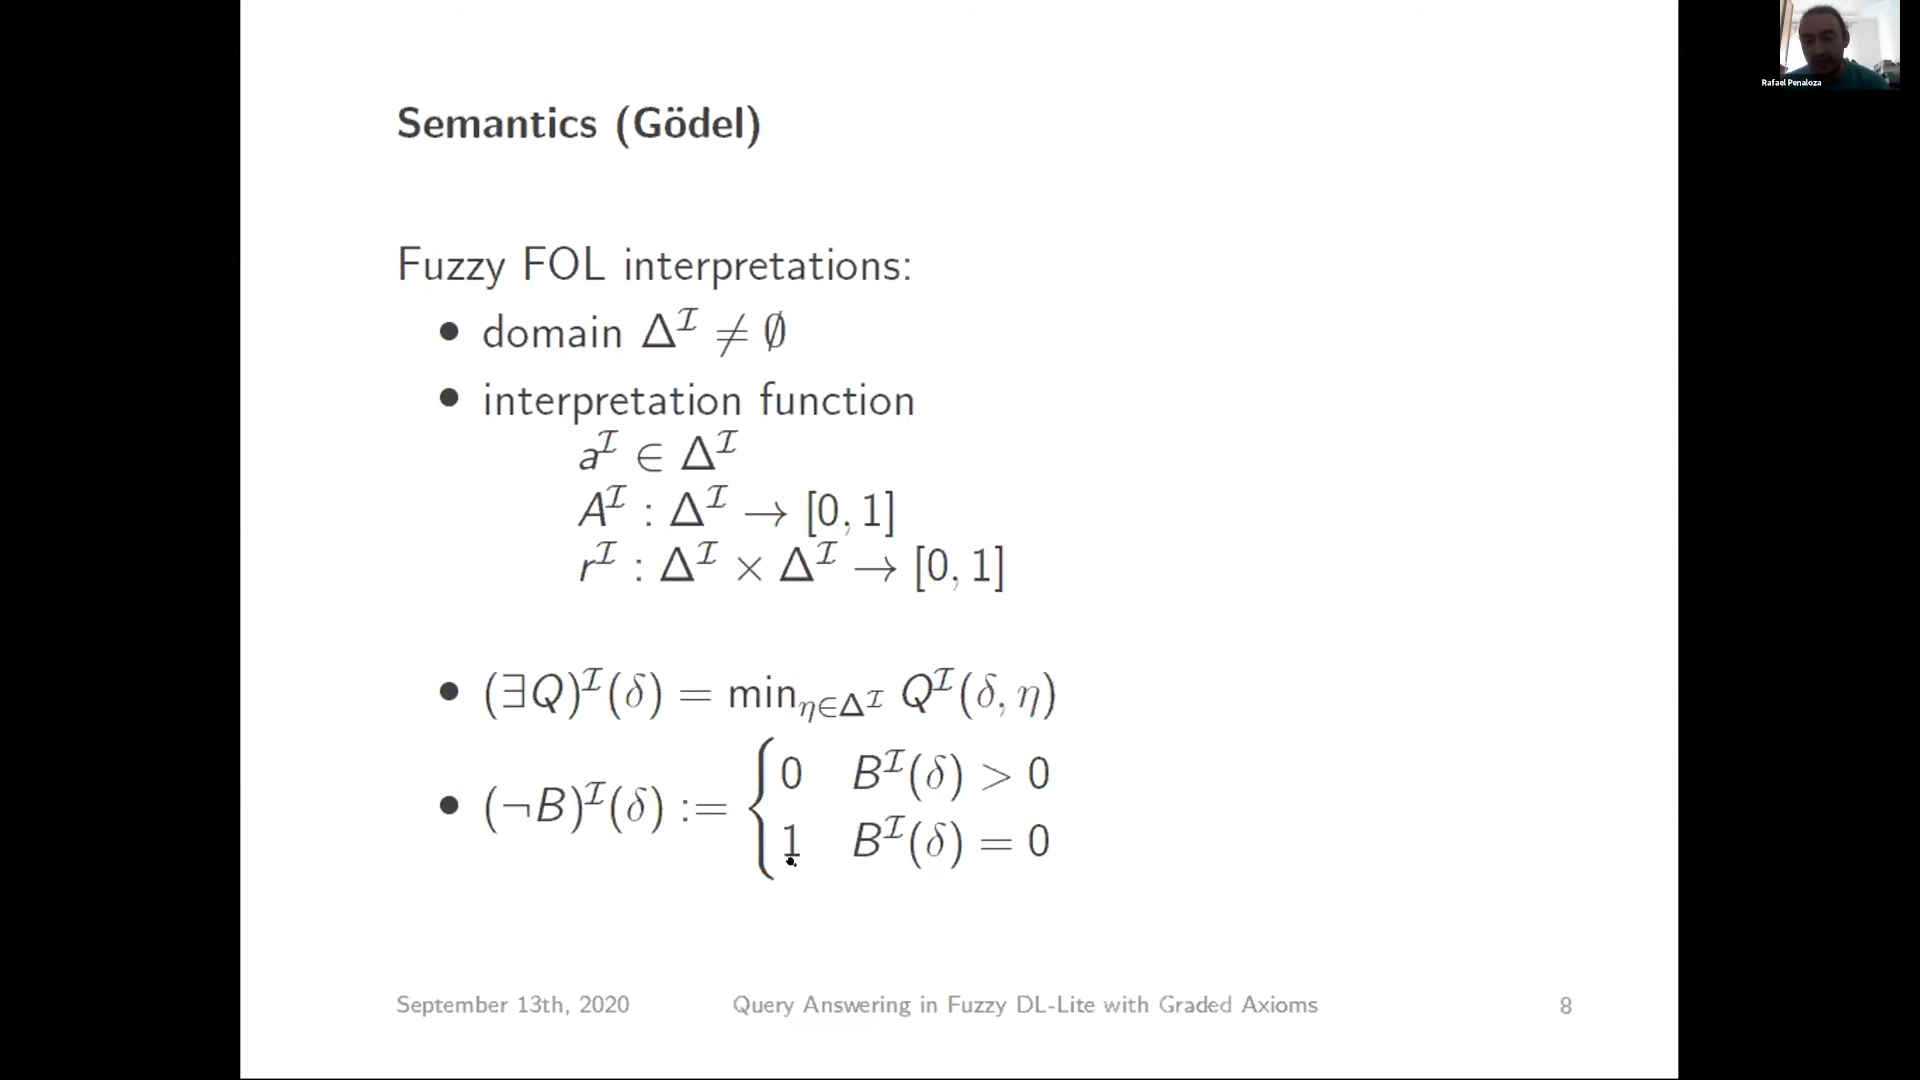 Rafael Penaloza
Semantics (Gödel)
Fuzzy FOL interpretations:
• domain Δ^ℐ ≠ ∅
• interpretation function
a^ℐ ∈ Δ^ℐ
A^ℐ : Δ^ℐ → [0, 1]
r^ℐ : Δ^ℐ × Δ^ℐ → [0, 1]
• (∃Q)^ℐ(δ) = min_{η∈Δ^ℐ} Q^ℐ(δ, η)
• (¬B)^ℐ(δ) := { 0 B^ℐ(δ) > 0
1 B^ℐ(δ) = 0
September 13th, 2020 Query Answering in Fuzzy DL-Lite with Graded Axioms 8